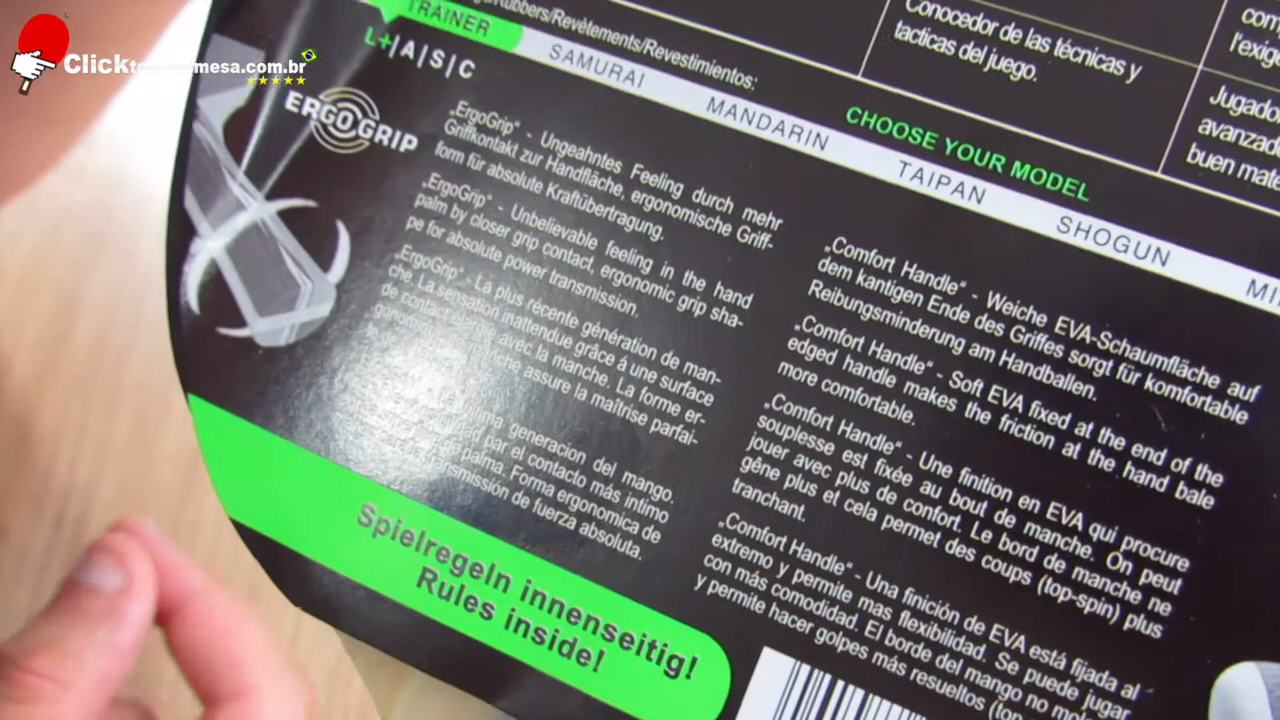 Click mesa.com.br
TRAINER
Rubbers/Revêtements/Revestimientos:
Conocedor de las técnicas y
tacticas del juego.
com
l'exig
Jugado
avanzad
buen mate
L+|A|S|C
SAMURAI
MANDARIN
TAIPAN
SHOGUN
MI
CHOOSE YOUR MODEL
ERGOGRIP
„ErgoGrip“ - Ungeahntes Feeling durch mehr
Griffkontakt zur Handfläche, ergonomische Griff-
form für absolute Kraftübertragung.
„ErgoGrip“ - Unbelievable feeling in the hand
palm by closer grip contact, ergonomic grip sha-
pe for absolute power transmission.
„ErgoGrip“ - La plus récente génération de man-
che La sensation inattendue grâce á une surface
de contact avec la manche. La forme er-
gonomi manche assure la maîtrise parfai-
te
última generacion del mango.
por el contacto más intimo
palma. Forma ergonomica de
transmissión de fuerza absoluta.
„Comfort Handle“ - Weiche EVA-Schaumfläche auf
dem kantigen Ende des Griffes sorgt für komfortable
Reibungsminderung am Handballen.
„Comfort Handle“ - Soft EVA fixed at the end of the
edged handle makes the friction at the hand bale
more comfortable.
„Comfort Handle“ - Une finition en EVA qui procure
souplesse est fixée au bout de manche. On peut
jouer avec plus de confort. Le bord de manche ne
gêne plus et cela permet des coups (top-spin) plus
tranchant.
„Comfort Handle“ - Una finición de EVA está fijada al
extremo y permite mas flexibilidad. Se puede jugar
con más comodidad. El borde del mango no mole
y permite hacer golpes más resueltos (top
Spielregeln innenseitig!
Rules inside!